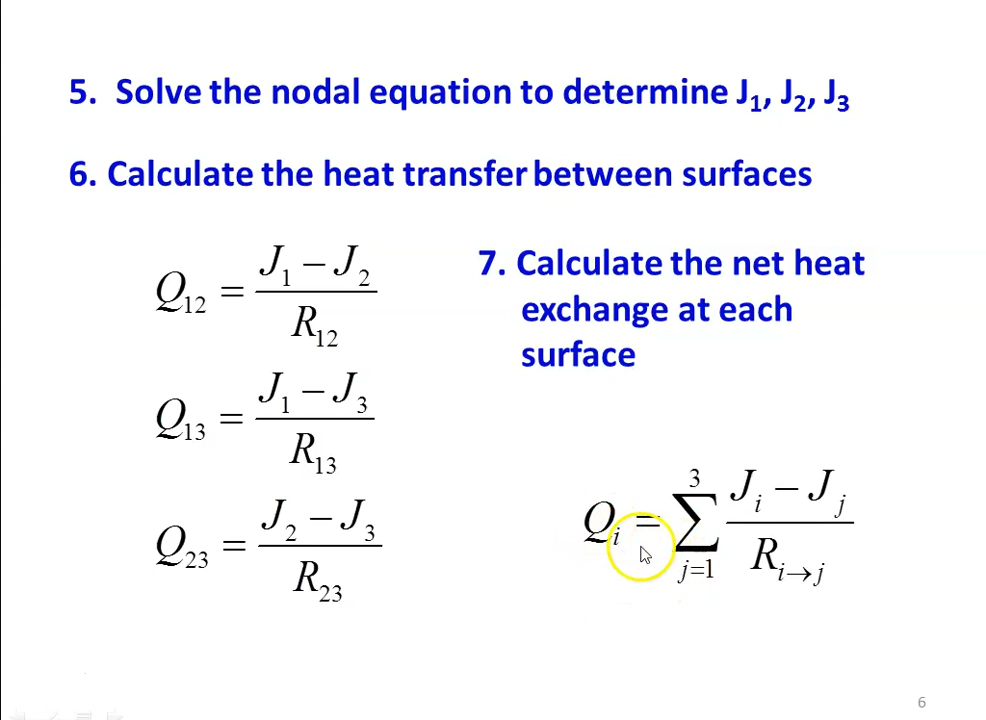 5. Solve the nodal equation to determine J₁, J₂, J₃
6. Calculate the heat transfer between surfaces
Q₁₂ = (J₁ − J₂) / R₁₂
Q₁₃ = (J₁ − J₃) / R₁₃
Q₂₃ = (J₂ − J₃) / R₂₃
7. Calculate the net heat
exchange at each
surface
Qᵢ = ∑_{j=1}^{3} (Jᵢ − Jⱼ) / R_{i→j}
6